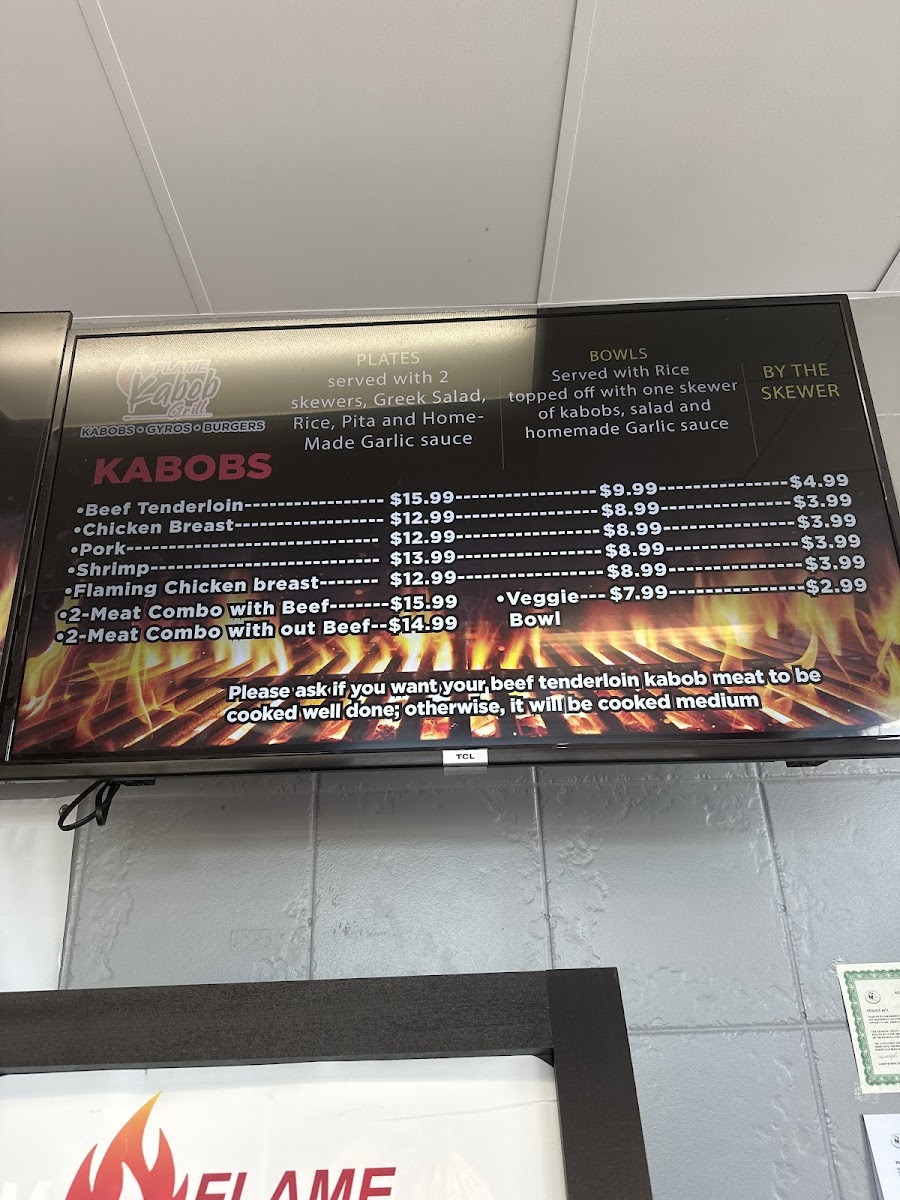 FLAME
Kabob
Grill
KABOBS • GYROS • BURGERS
PLATES
served with 2
skewers, Greek Salad,
Rice, Pita and Home-
Made Garlic sauce
BOWLS
Served with Rice
topped off with one skewer
of kabobs, salad and
homemade Garlic sauce
BY THE
SKEWER
KABOBS
•Beef Tenderloin----------------- $15.99-----------------$9.99----------------$4.99
•Chicken Breast------------------ $12.99-----------------$8.99----------------$3.99
•Pork------------------------------ $12.99-----------------$8.99----------------$3.99
•Shrimp--------------------------- $13.99-----------------$8.99----------------$3.99
•Flaming Chicken breast------- $12.99-----------------$8.99----------------$3.99
•2-Meat Combo with Beef-------$15.99
•2-Meat Combo with out Beef--$14.99
•Veggie--- $7.99----------------$2.99
Bowl
Please ask if you want your beef tenderloin kabob meat to be
cooked well done; otherwise, it will be cooked medium
TCL
FLAME